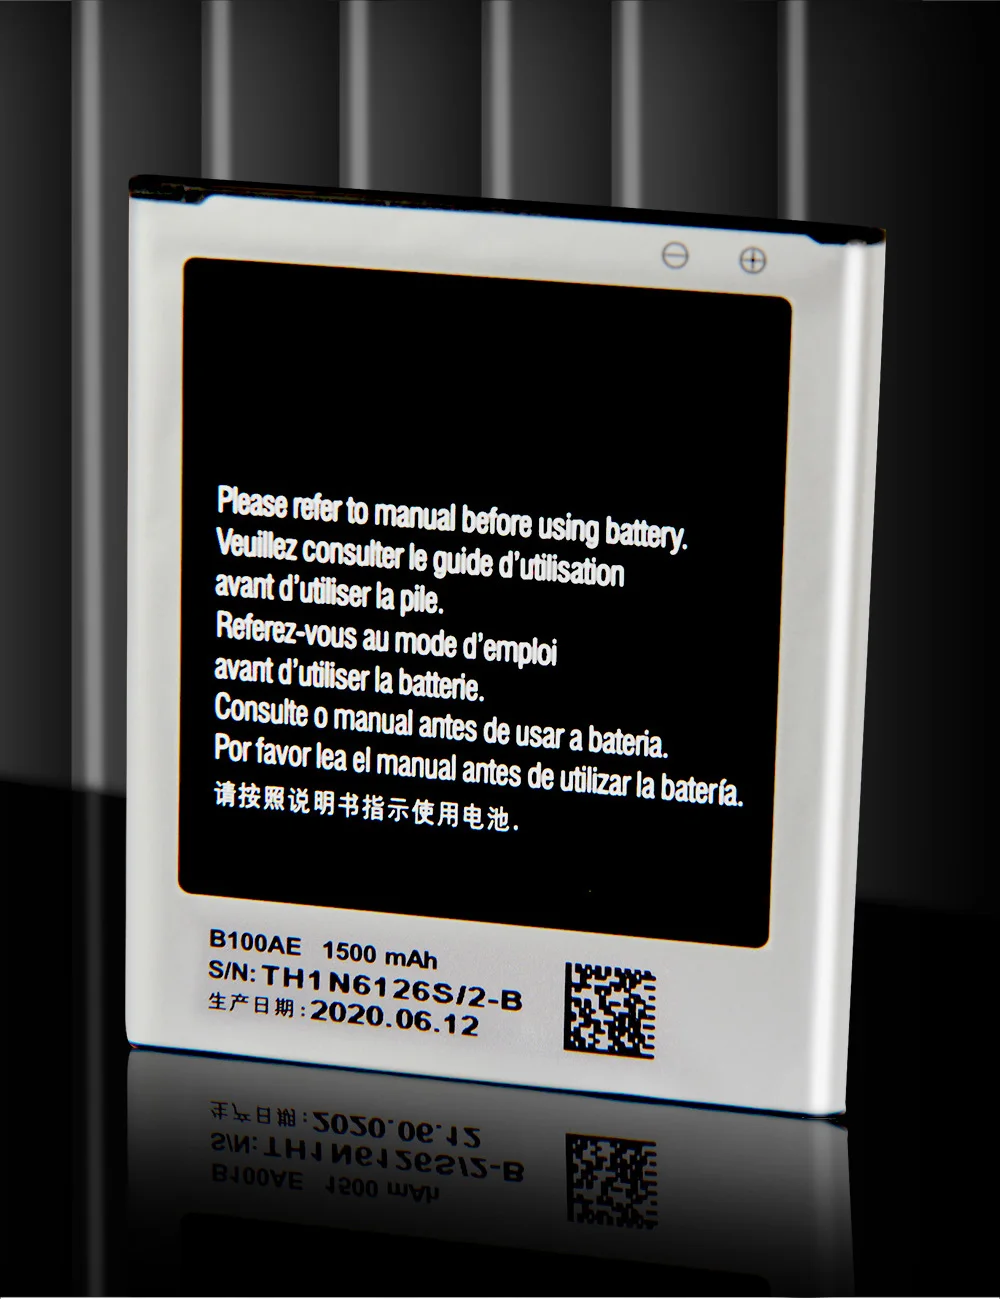 Please refer to manual before using battery.
Veuillez consulter le guide d'utilisation
avant d'utiliser la pile.
Referez-vous au mode d'emploi
avant d'utiliser la batterie.
Consulte o manual antes de usar a bateria.
Por favor lea el manual antes de utilizar la batería.
请按照说明书指示使用电池.
B100AE 1500 mAh
S/N: TH1N6126S/2-B
生产日期:2020.06.12